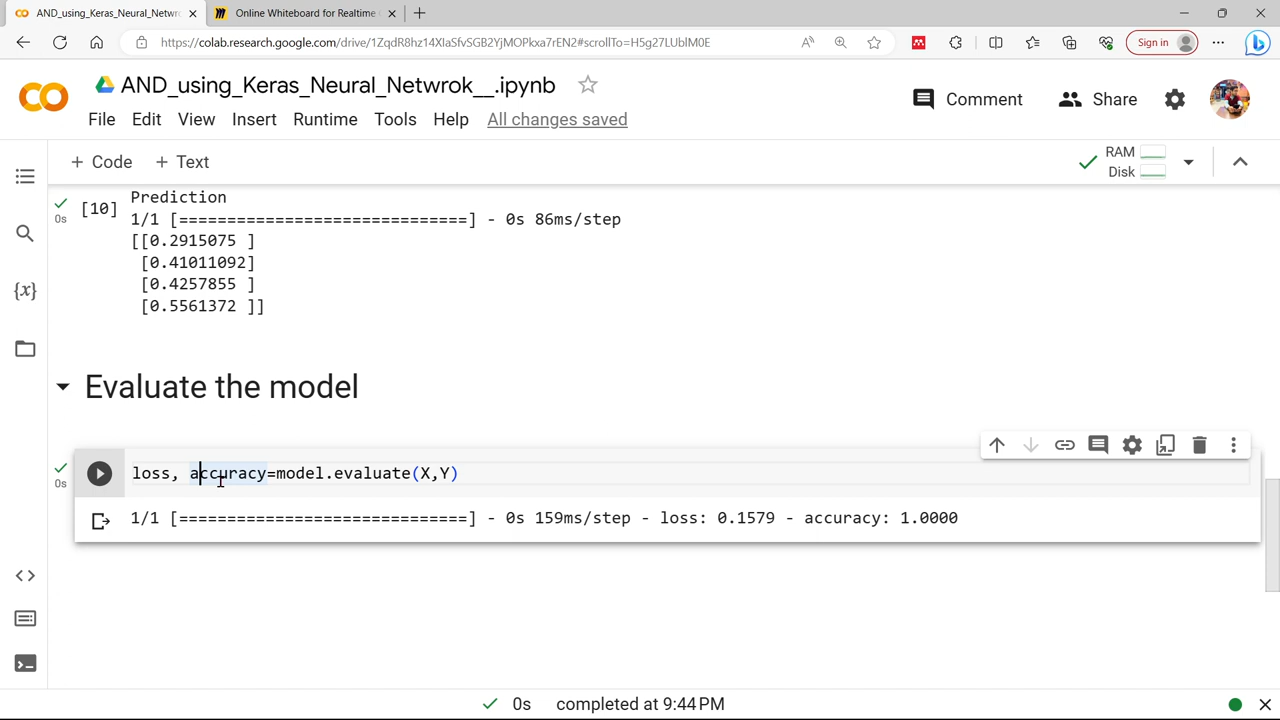 AND_using_Keras_Neural_Netwr
Online Whiteboard for Realtime
https://colab.research.google.com/drive/1ZqdR8hz14XIaSfvSGB2YjMOPkxa7rEN2#scrollTo=H5g27LUblM0E
Sign in
AND_using_Keras_Neural_Netwrok__.ipynb
Comment
Share
File Edit View Insert Runtime Tools Help All changes saved
+ Code + Text
RAM
Disk
Prediction
0s
[10]
1/1 [==============================] - 0s 86ms/step
[[0.2915075 ]
[0.41011092]
[0.4257855 ]
[0.5561372 ]]
Evaluate the model
loss, accuracy=model.evaluate(X,Y)
0s
1/1 [==============================] - 0s 159ms/step - loss: 0.1579 - accuracy: 1.0000
0s completed at 9:44 PM